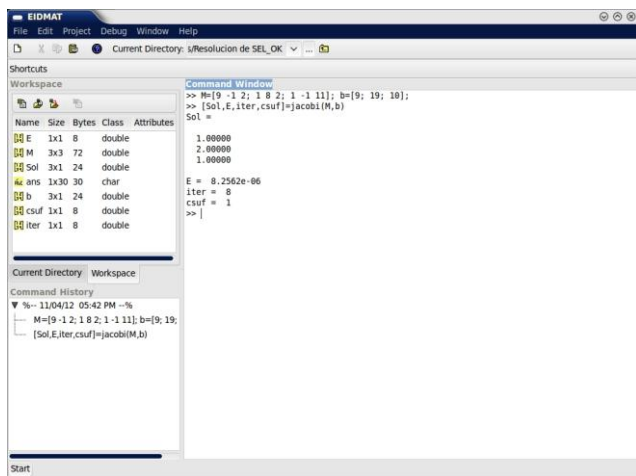 EIDMAT
File Edit Project Debug Window Help
Current Directory: s/Resolucion de SEL_OK ...
Shortcuts
Workspace
Name Size Bytes Class Attributes
E 1x1 8 double
M 3x3 72 double
Sol 3x1 24 double
ans 1x30 30 char
b 3x1 24 double
csuf 1x1 8 double
iter 1x1 8 double
Current Directory Workspace
Command History
%-- 11/04/12 05:42 PM --%
M=[9 -1 2; 1 8 2; 1 -1 11]; b=[9; 19;
[Sol,E,iter,csuf]=jacobi(M,b)
Command Window
>> M=[9 -1 2; 1 8 2; 1 -1 11]; b=[9; 19; 10];
>> [Sol,E,iter,csuf]=jacobi(M,b)
Sol =
1.00000
2.00000
1.00000
E = 8.2562e-06
iter = 8
csuf = 1
>>
Start